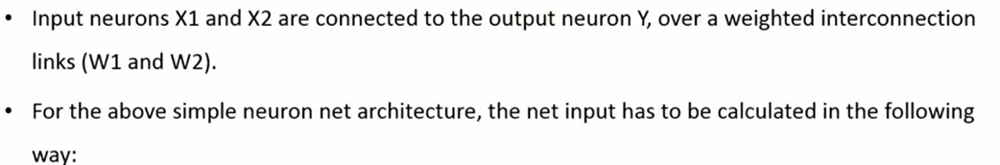 • Input neurons X1 and X2 are connected to the output neuron Y, over a weighted interconnection
links (W1 and W2).
• For the above simple neuron net architecture, the net input has to be calculated in the following
way: